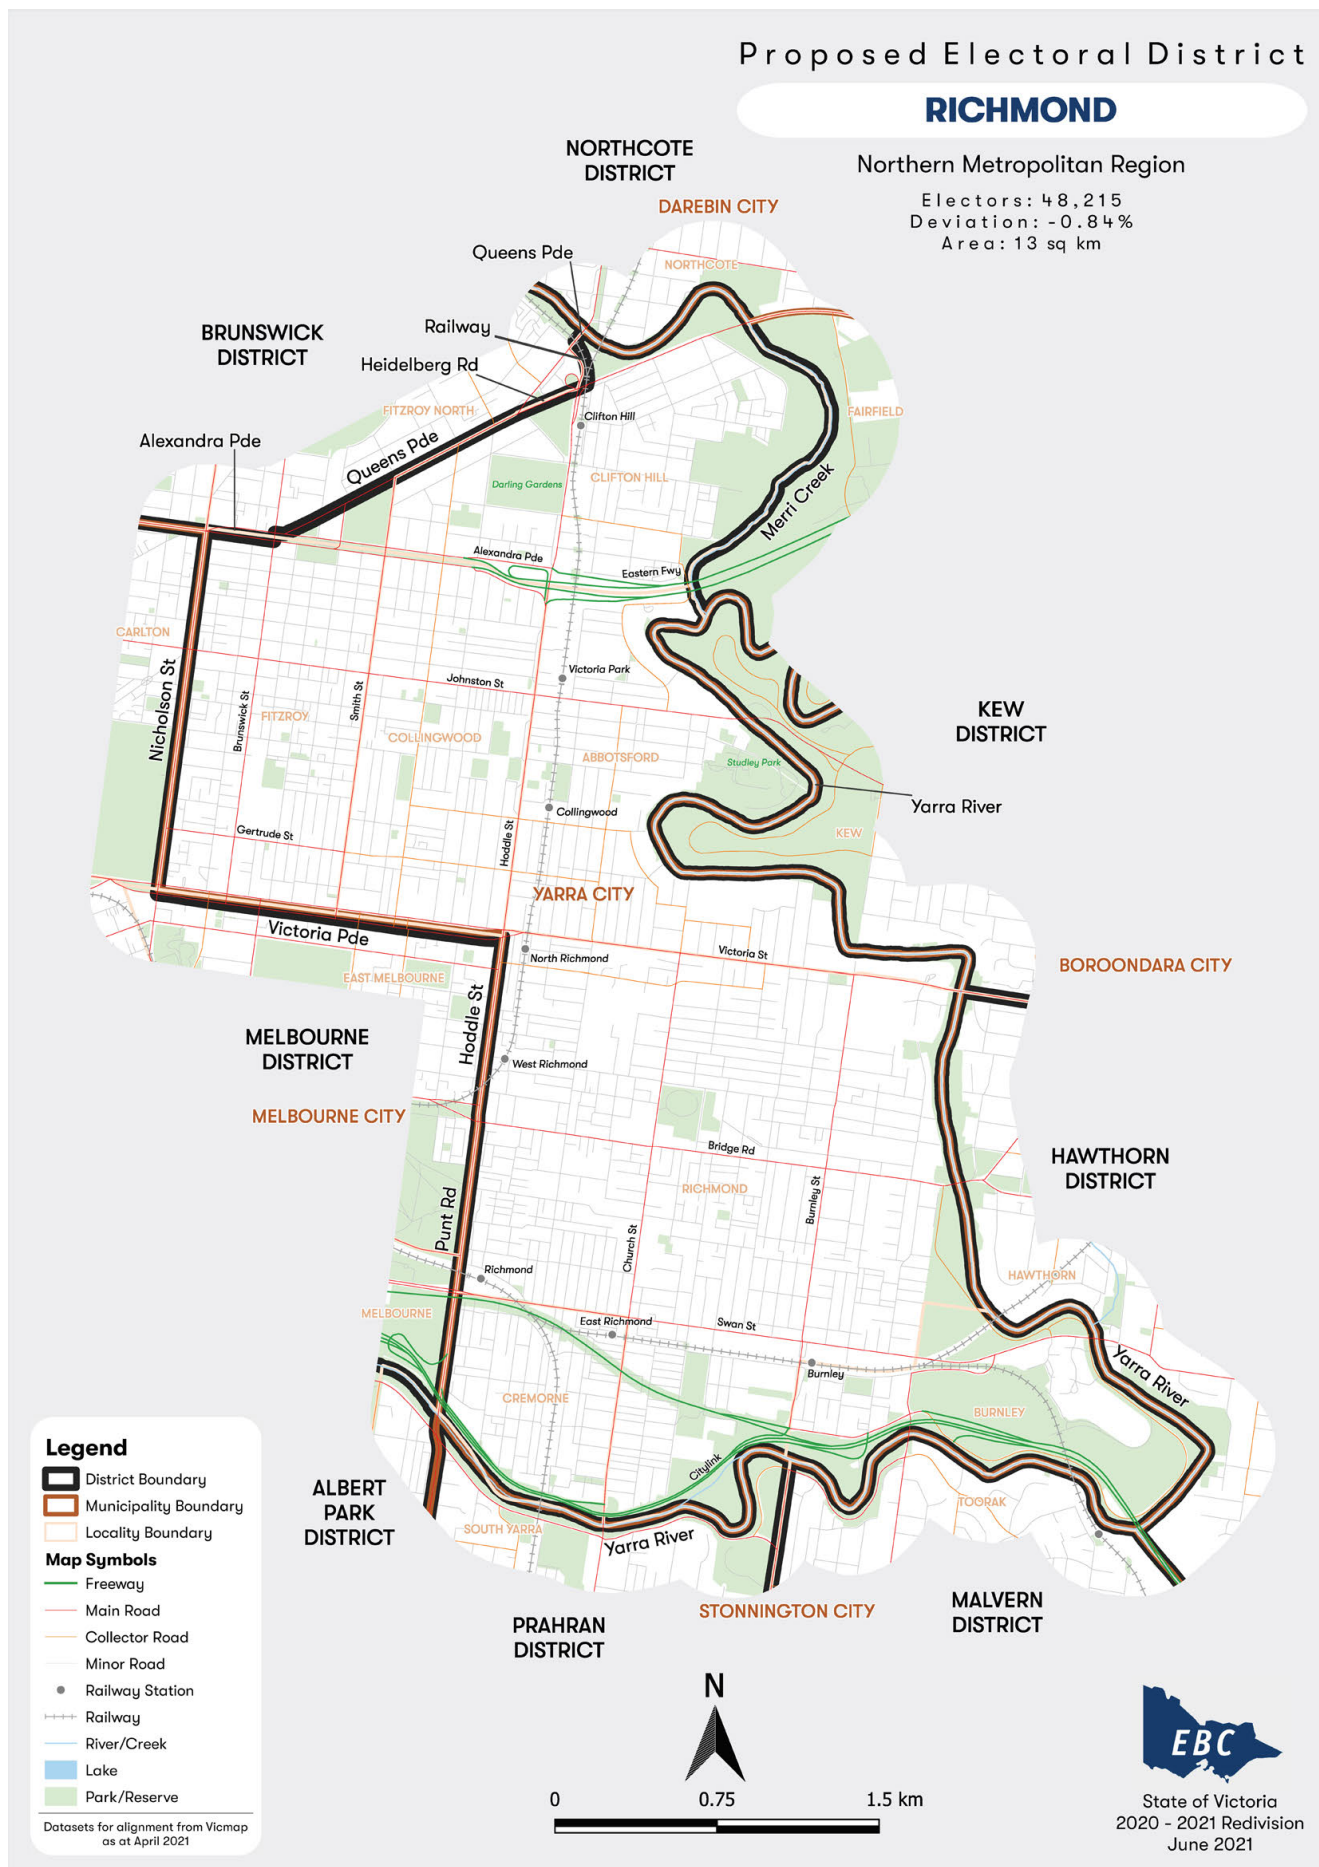 Proposed Electoral District
RICHMOND
Northern Metropolitan Region
Electors: 48,215
Deviation: -0.84%
Area: 13 sq km
NORTHCOTE
DISTRICT
DAREBIN CITY
Queens Pde
NORTHCOTE
Railway
BRUNSWICK
DISTRICT
Heidelberg Rd
FITZROY NORTH
FAIRFIELD
Clifton Hill
Alexandra Pde
Queens Pde
CLIFTON HILL
Darling Gardens
Merri Creek
Alexandra Pde
Eastern Fwy
CARLTON
Nicholson St
Victoria Park
Johnston St
Brunswick St
Smith St
FITZROY
COLLINGWOOD
ABBOTSFORD
KEW
DISTRICT
Studley Park
Yarra River
Collingwood
Gertrude St
Hoddle St
KEW
YARRA CITY
Victoria Pde
North Richmond
Victoria St
BOROONDARA CITY
EAST MELBOURNE
Hoddle St
MELBOURNE
DISTRICT
West Richmond
MELBOURNE CITY
Bridge Rd
HAWTHORN
DISTRICT
RICHMOND
Burnley St
Punt Rd
Church St
Richmond
HAWTHORN
MELBOURNE
East Richmond
Swan St
Burnley
Yarra River
CREMORNE
BURNLEY
Citylink
ALBERT
PARK
DISTRICT
TOORAK
SOUTH YARRA
Yarra River
MALVERN
DISTRICT
STONNINGTON CITY
PRAHRAN
DISTRICT
Legend
District Boundary
Municipality Boundary
Locality Boundary
Map Symbols
Freeway
Main Road
Collector Road
Minor Road
Railway Station
Railway
River/Creek
Lake
Park/Reserve
Datasets for alignment from Vicmap
as at April 2021
N
0 0.75 1.5 km
EBC
State of Victoria
2020 - 2021 Redivision
June 2021